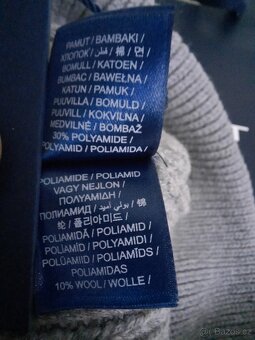 PAMUT / BAMBAKI /
ХЛОПОК / قطن / 棉 / 면 /
BOMULL / KATOEN /
BUMBAC / BAWEŁNA /
KATUN / PAMUK /
PUUVILLA / BOMULD /
PUUVILL / KOKVILNA /
MEDVILNĖ / BOMBAŽ
30% POLYAMIDE /
POLYAMID / POLIAMIDA /
POLIAMIDE / POLIAMID
VAGY NEJLON /
ΠΟΛΥΑΜΙΔΗ /
ПОЛИАМИД / بولي أميد / 锦
纶 / 폴리아미드 /
POLIAMIDĂ / POLIAMID /
POLIAMİD / POLYAMIDI /
POLÜAMIID / POLIAMĪDS /
POLIAMIDAS
10% WOOL / WOLLE /